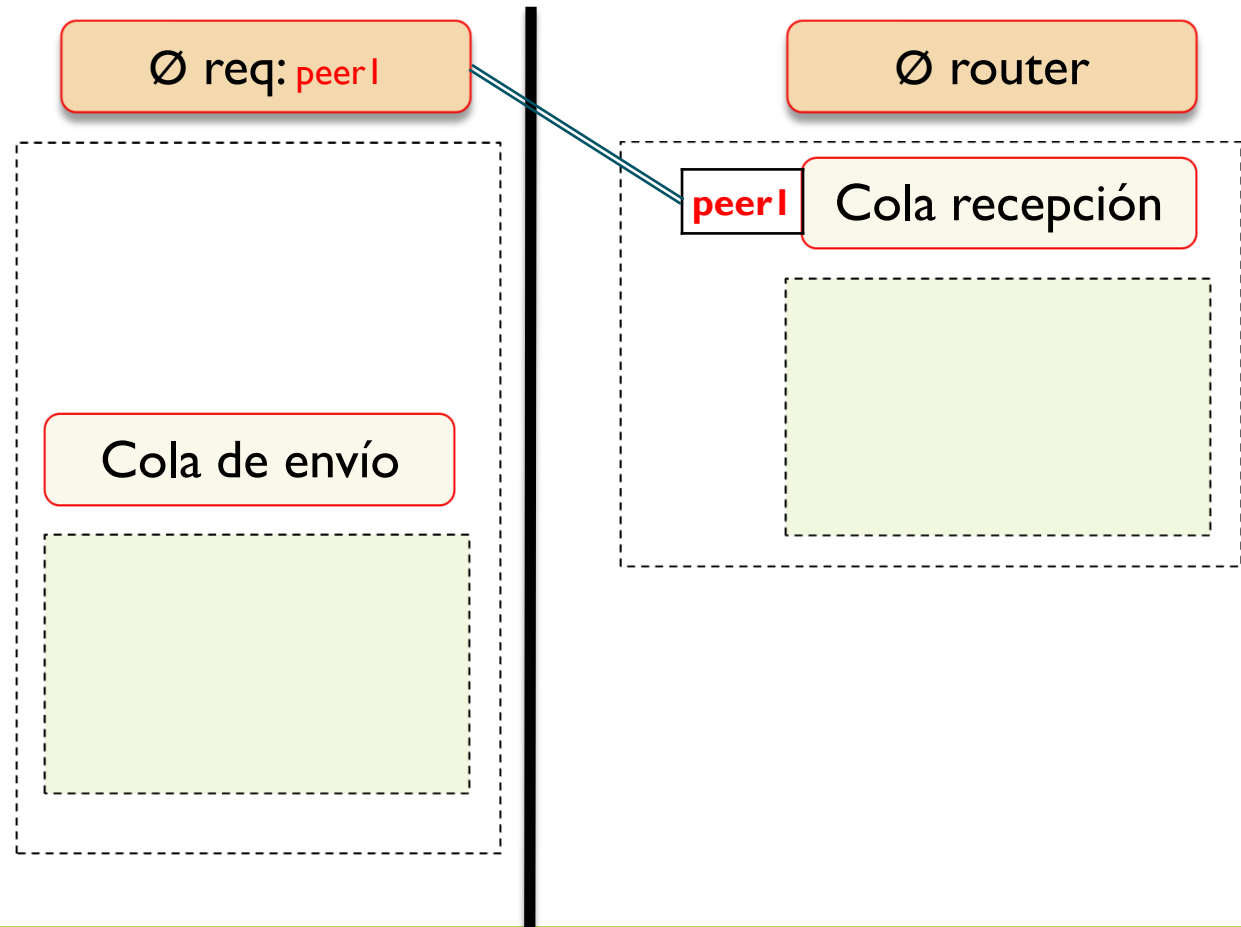 Ø req: peer1
Ø router
peer1
Cola recepción
Cola de envío